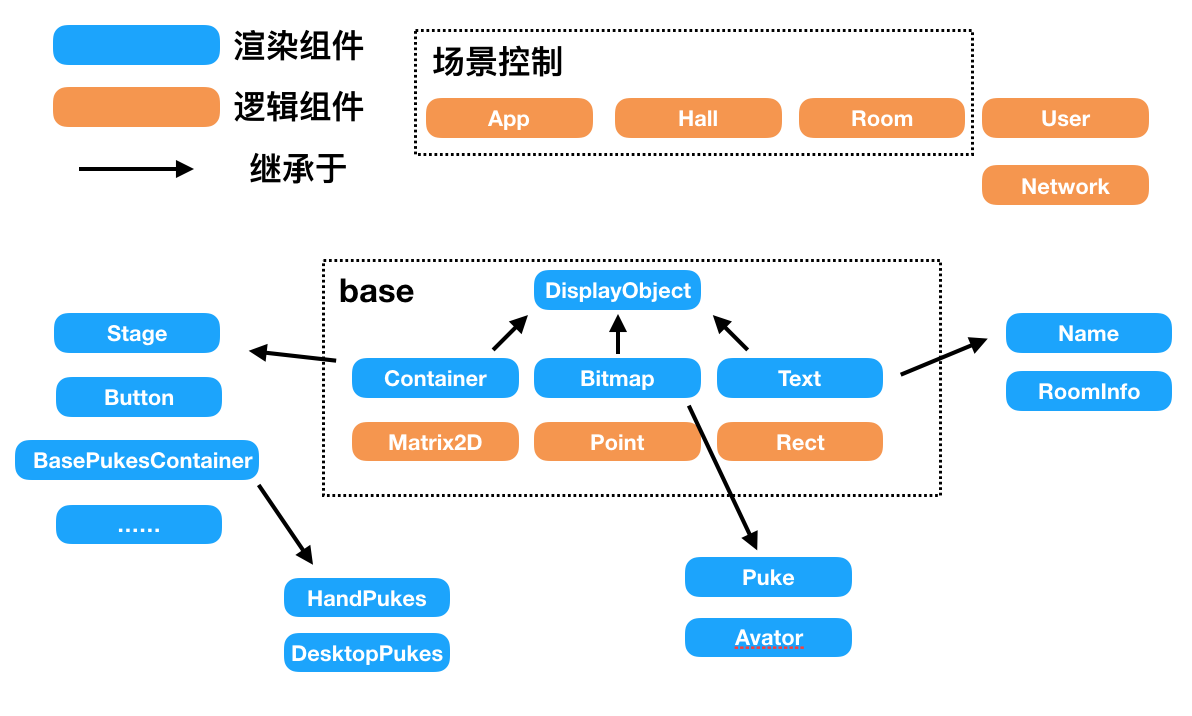 渲染组件
逻辑组件
继承于
场景控制
App
Hall
Room
User
Network
base
DisplayObject
Container
Bitmap
Text
Matrix2D
Point
Rect
Stage
Button
BasePukesContainer
......
Name
RoomInfo
HandPukes
DesktopPukes
Puke
Avator